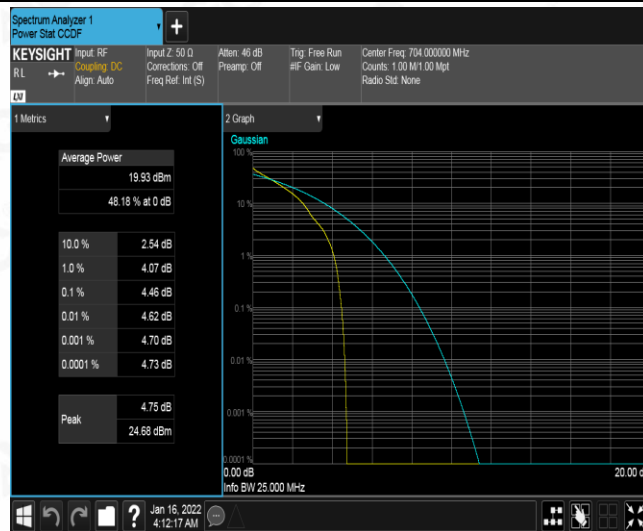 Spectrum Analyzer 1
Power Stat CCDF
+
KEYSIGHT
RL
LXI
Input: RF
Coupling: DC
Align: Auto
Input Z: 50 Ω
Corrections: Off
Freq Ref: Int (S)
Atten: 46 dB
Preamp: Off
Trig: Free Run
#IF Gain: Low
Center Freq: 704.000000 MHz
Counts: 1.00 M/1.00 Mpt
Radio Std: None
1 Metrics
Average Power
19.93 dBm
48.18 % at 0 dB
10.0 % 2.54 dB
1.0 % 4.07 dB
0.1 % 4.46 dB
0.01 % 4.62 dB
0.001 % 4.70 dB
0.0001 % 4.73 dB
Peak
4.75 dB
24.68 dBm
2 Graph
Gaussian
100 %
10 %
1 %
0.1 %
0.01 %
0.001 %
0.0001 %
0.00 dB
20.00 d
Info BW 25.000 MHz
?
Jan 16, 2022
4:12:17 AM